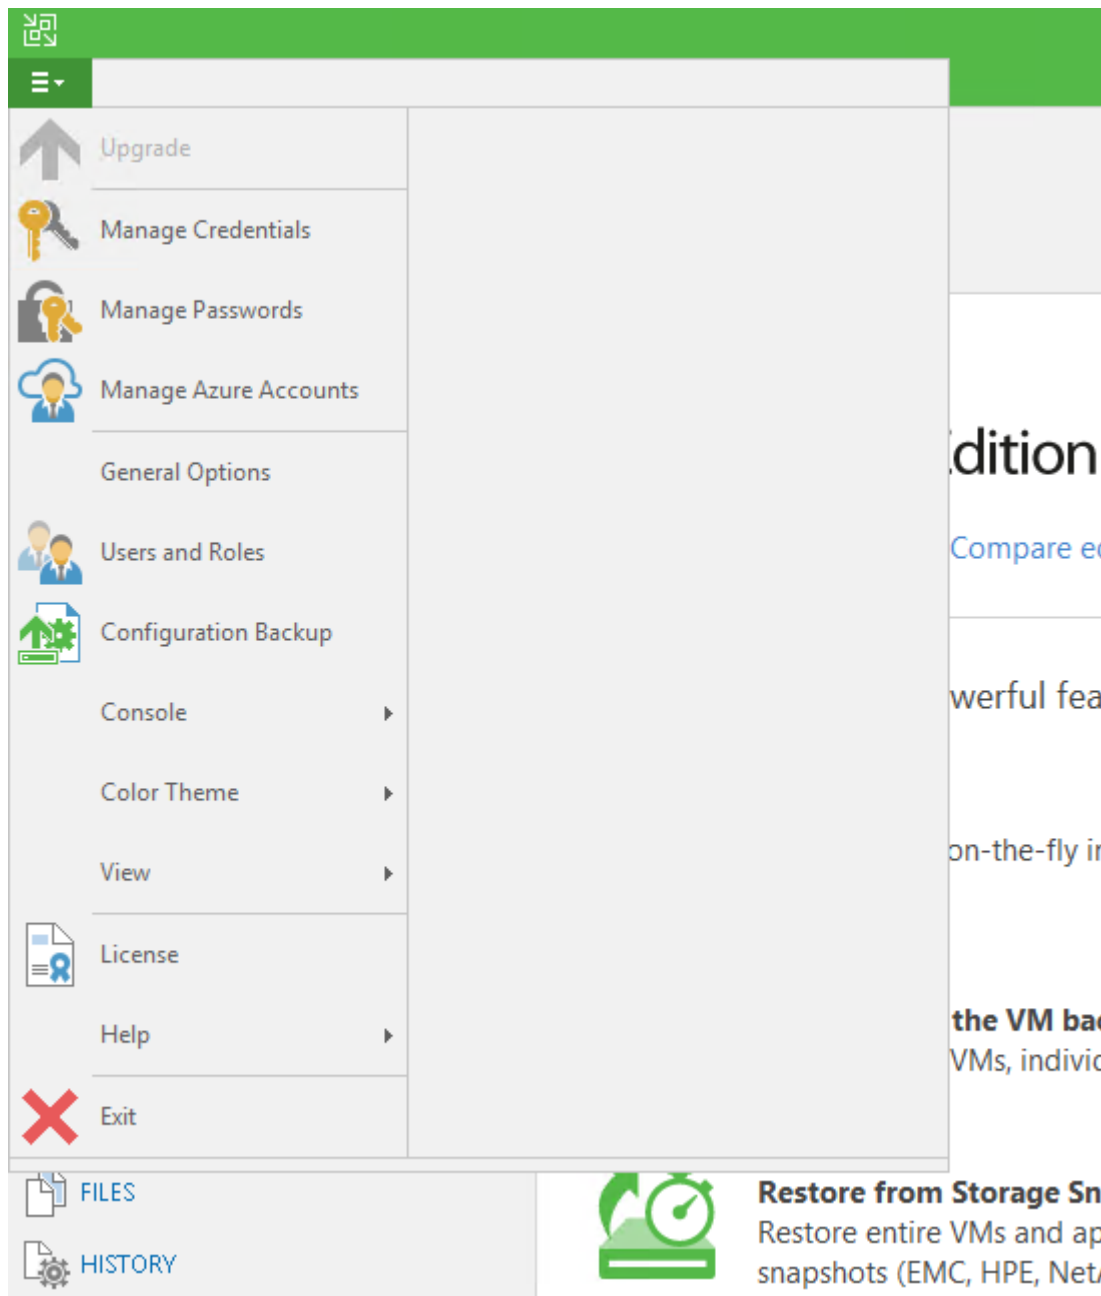 Upgrade
Manage Credentials
Manage Passwords
Manage Azure Accounts
General Options
Users and Roles
Configuration Backup
Console
Color Theme
View
License
Help
Exit
FILES
HISTORY
dition
Compare
werful fea
on-the-fly
the VM
VMs,
Restore from Storage Sn
Restore entire VMs and ap
snapshots (EMC, HPE, Net